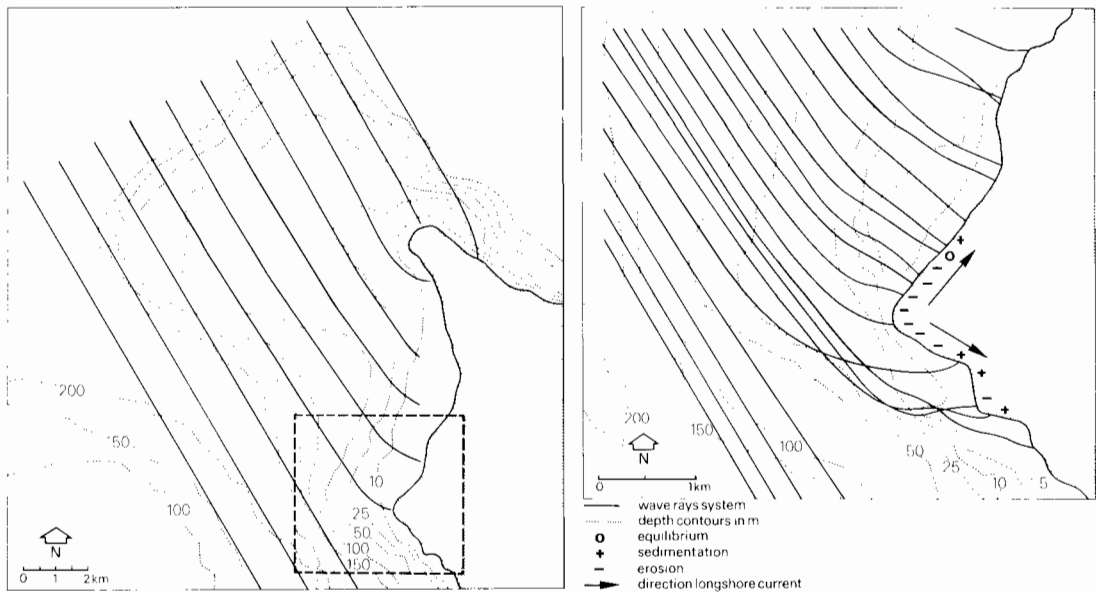 200
150
100
10
25
50
100
150
N
0 1 2km
200
150
100
50
25
10
5
N
0 1km
wave rays system
depth contours in m
o equilibrium
+ sedimentation
− erosion
direction longshore current